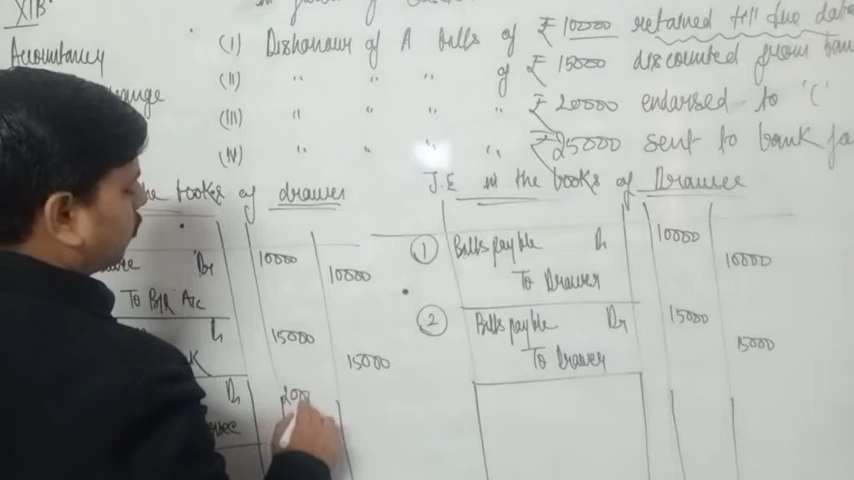 XIB
Accountancy
(I) Dishonour of A bills of ₹ 10000 retained till due date
(II) " " of ₹ 15000 discounted from ban
(III) " " " ₹ 20000 endorsed to 'C'
(IV) " " " ₹ 25000 sent to bank fo
the books of drawer
J.E in the books of Drawee
Dr 10000
To B/R A/c 10000
Dr 15000
15000
Dr 200
① Bills payable Dr 10000
To Drawer 10000
② Bills payable Dr 15000
To Drawer 15000